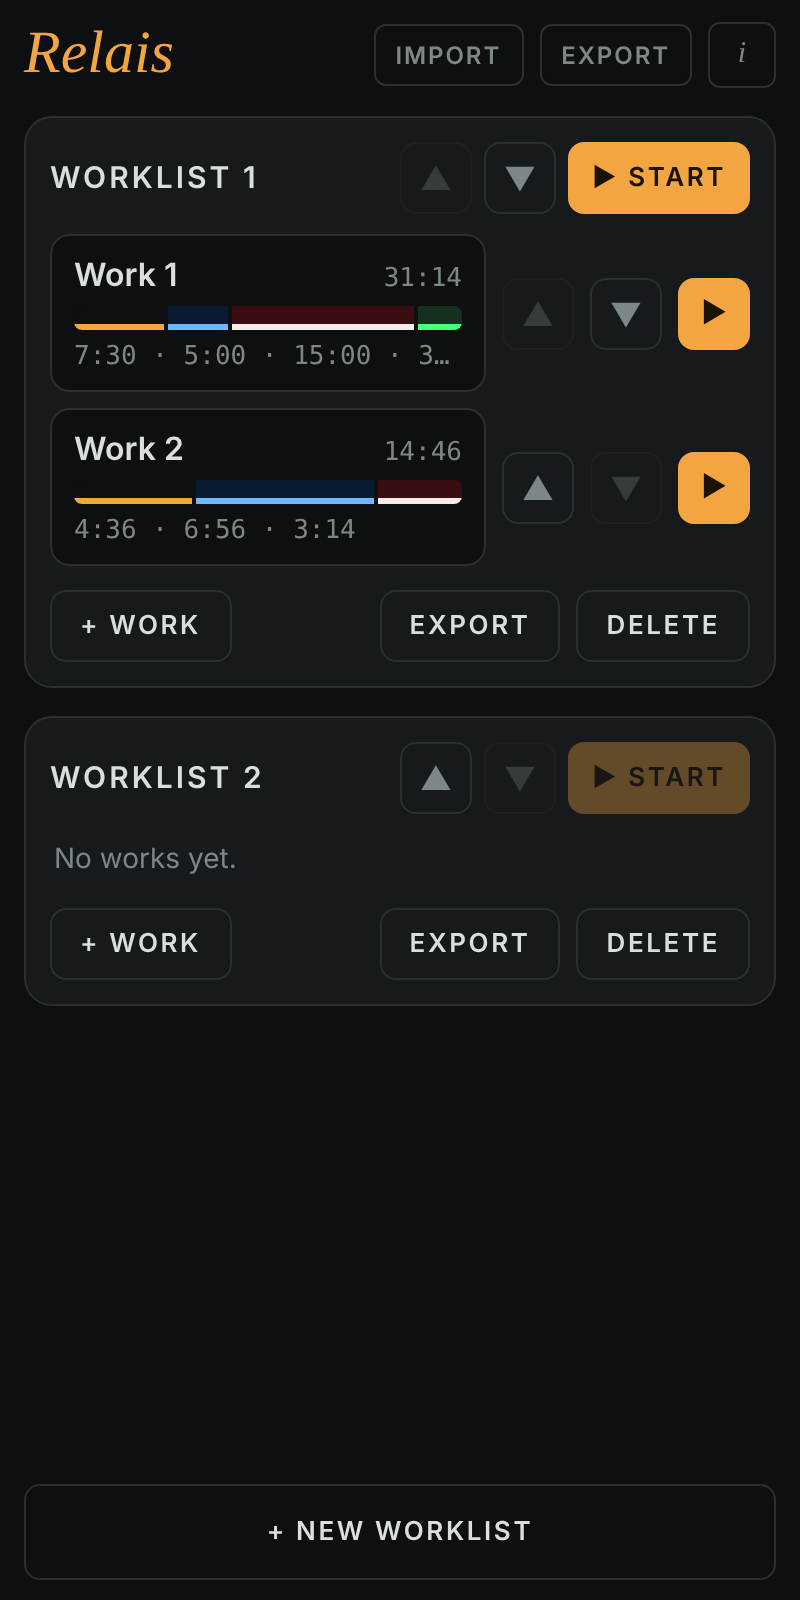 Relais IMPORT EXPORT i
WORKLIST 1 ▲ ▼ ▶ START
Work 1 31:14
7:30 · 5:00 · 15:00 · 3…
Work 2 14:46
4:36 · 6:56 · 3:14
+ WORK EXPORT DELETE
WORKLIST 2 ▲ ▼ ▶ START
No works yet.
+ WORK EXPORT DELETE
+ NEW WORKLIST